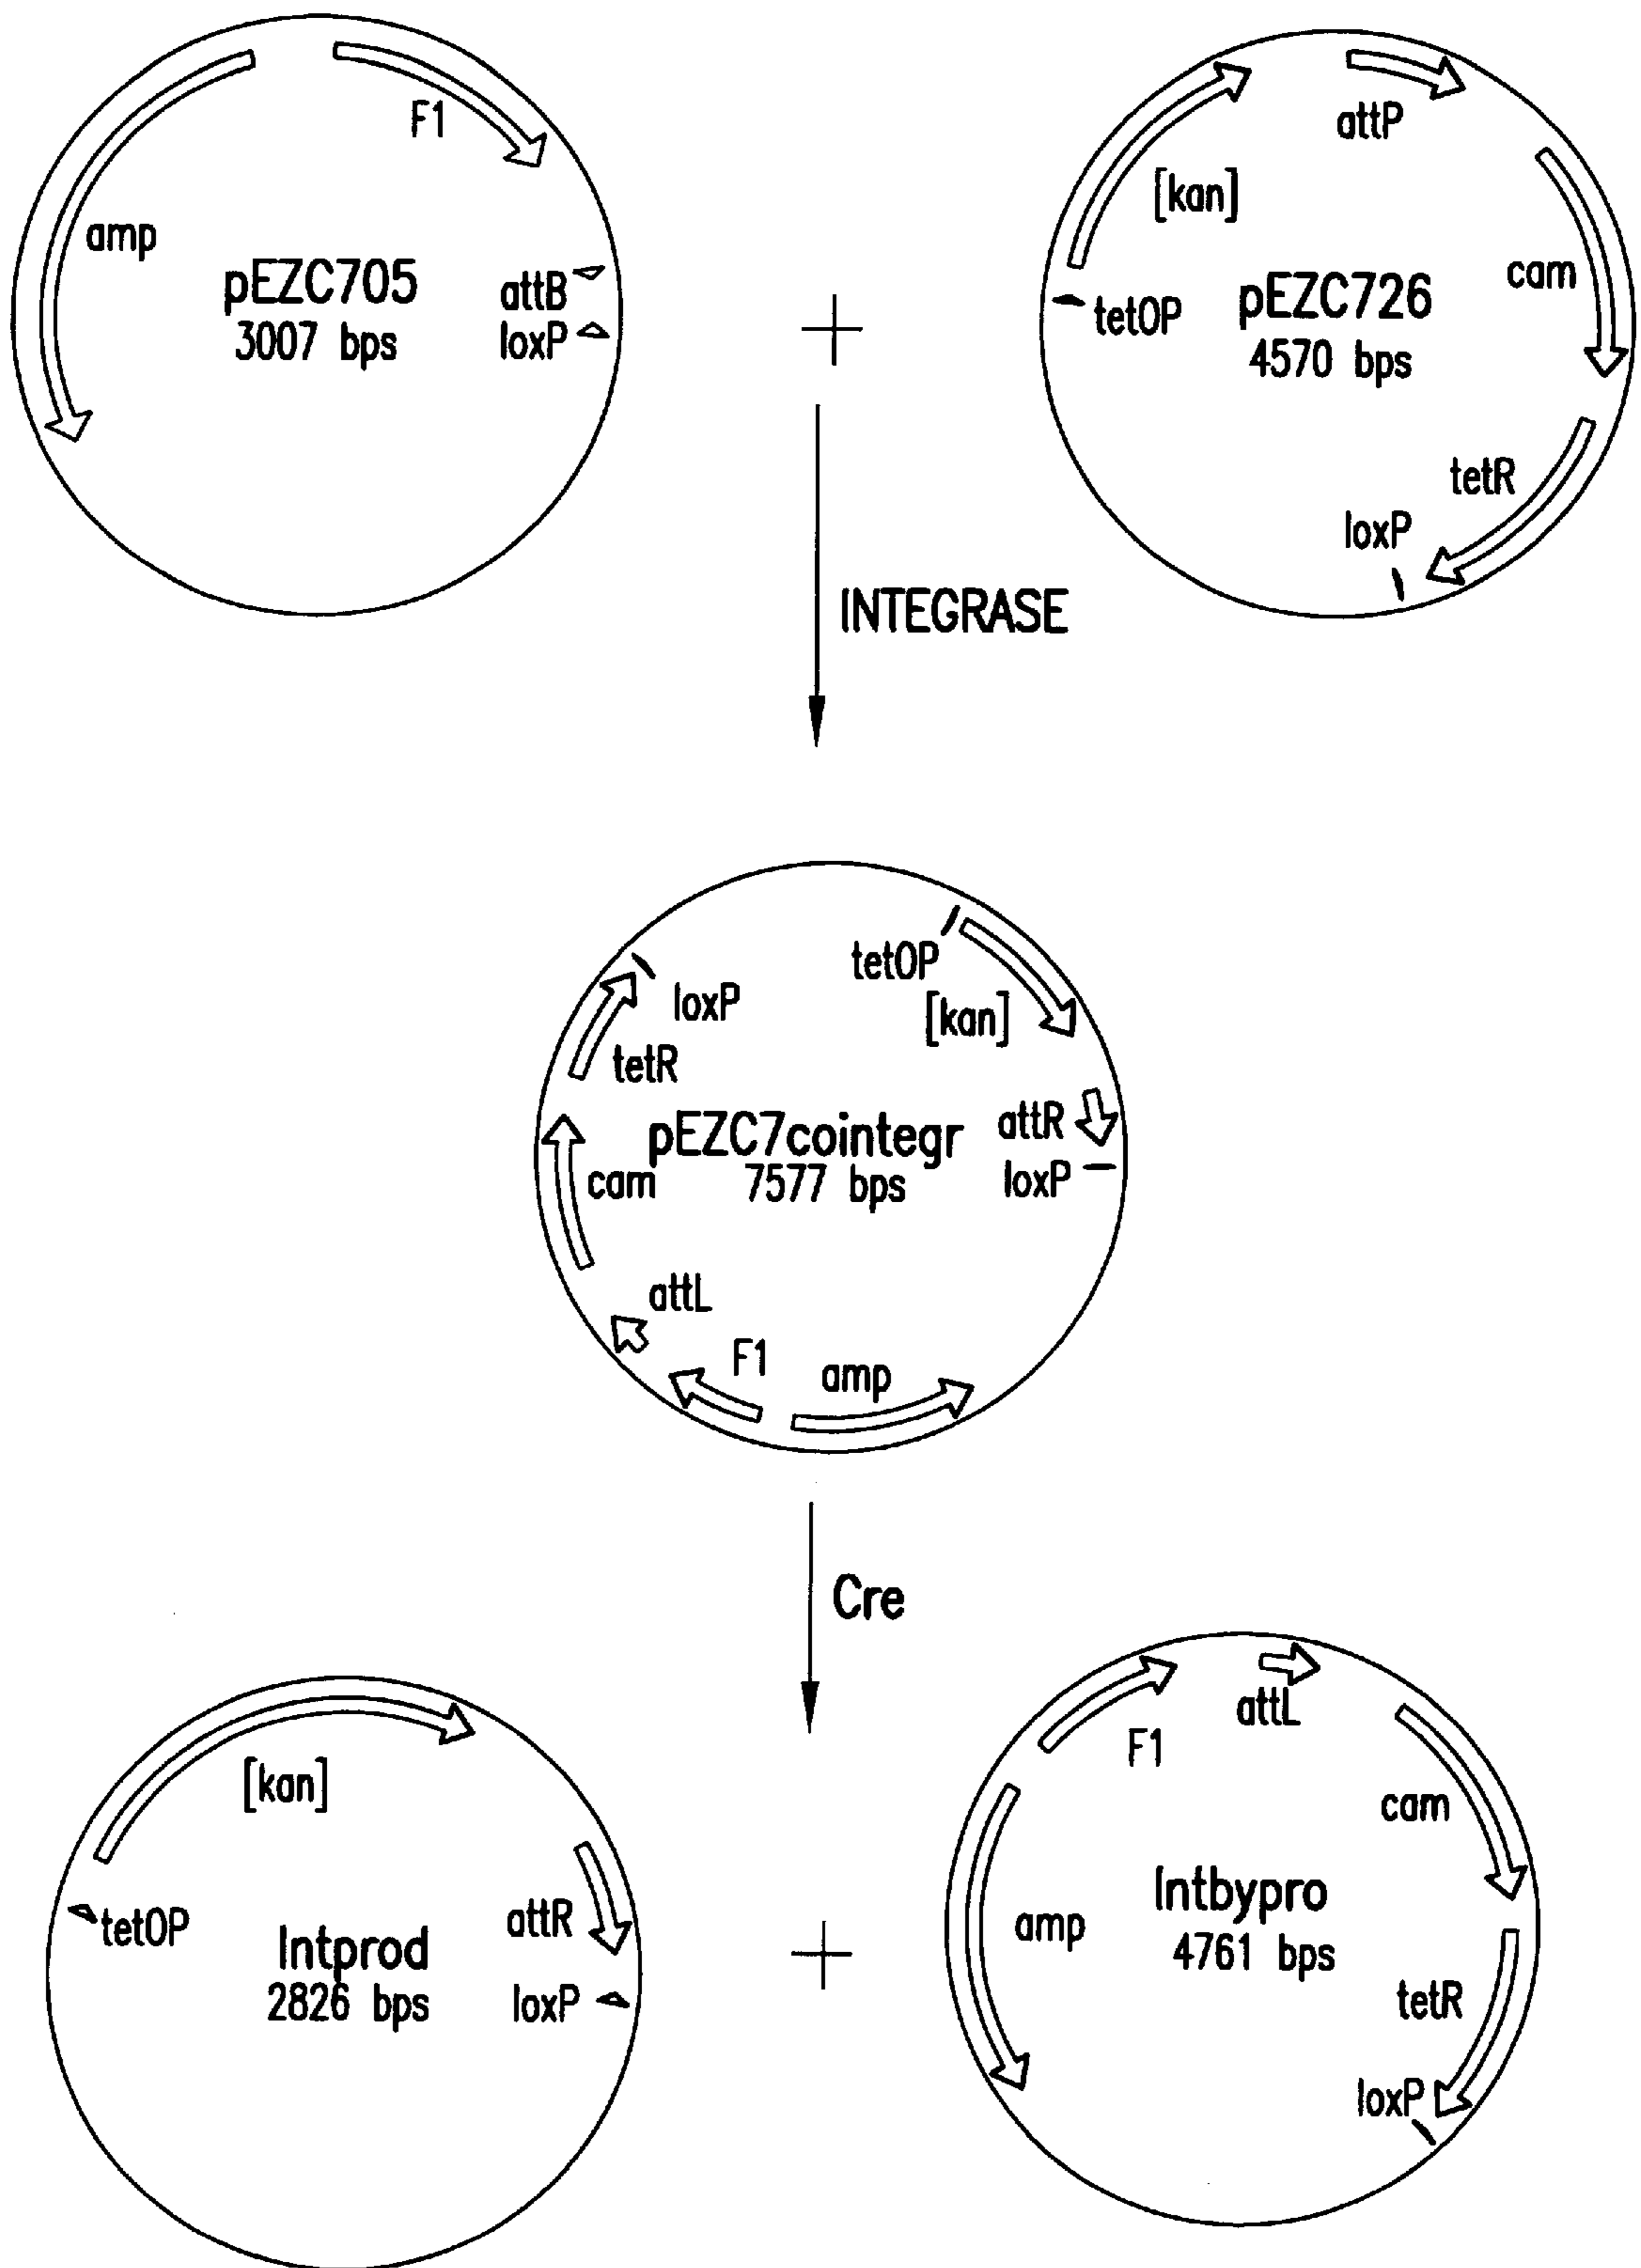 F1
amp
pEZC705
3007 bps
attB
loxP
+
attP
[kan]
cam
pEZC726
4570 bps
tetOP
tetR
loxP
INTEGRASE
tetOP
loxP
[kan]
tetR
attR
pEZC7cointegr
7577 bps
loxP
cam
attL
F1
amp
Cre
[kan]
attR
tetOP
Intprod
2826 bps
loxP
+
attL
F1
cam
Intbypro
4761 bps
amp
tetR
loxP